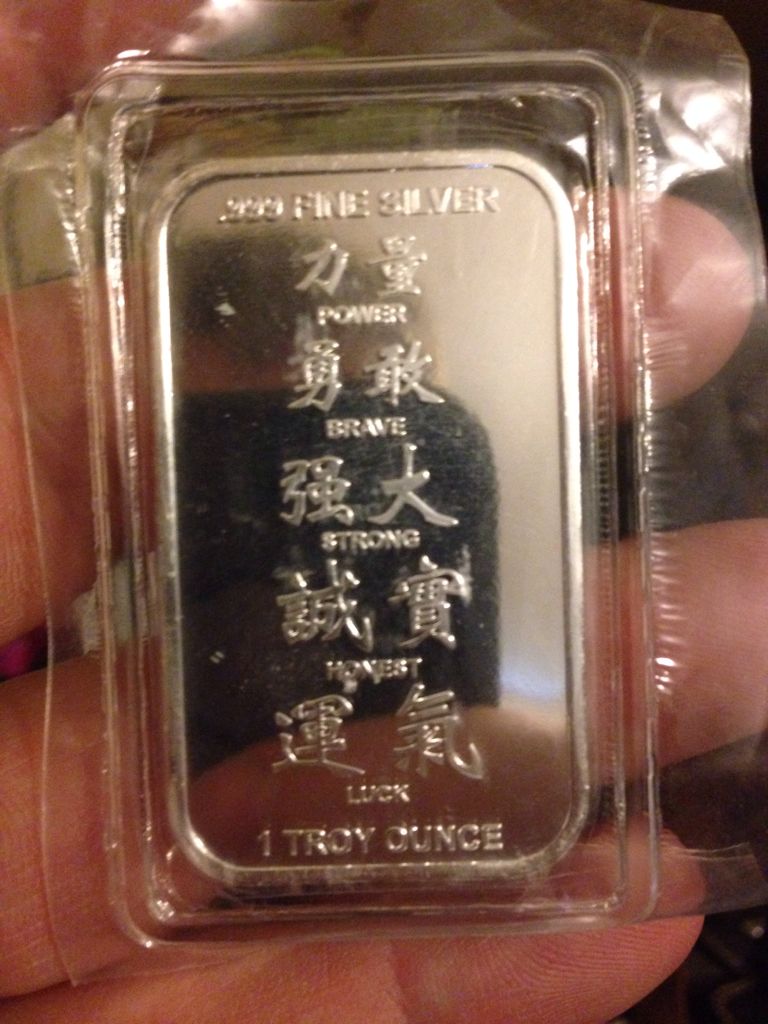 .999 FINE SILVER
力量
POWER
勇敢
BRAVE
强大
STRONG
誠實
HONEST
運氣
LUCK
1 TROY OUNCE